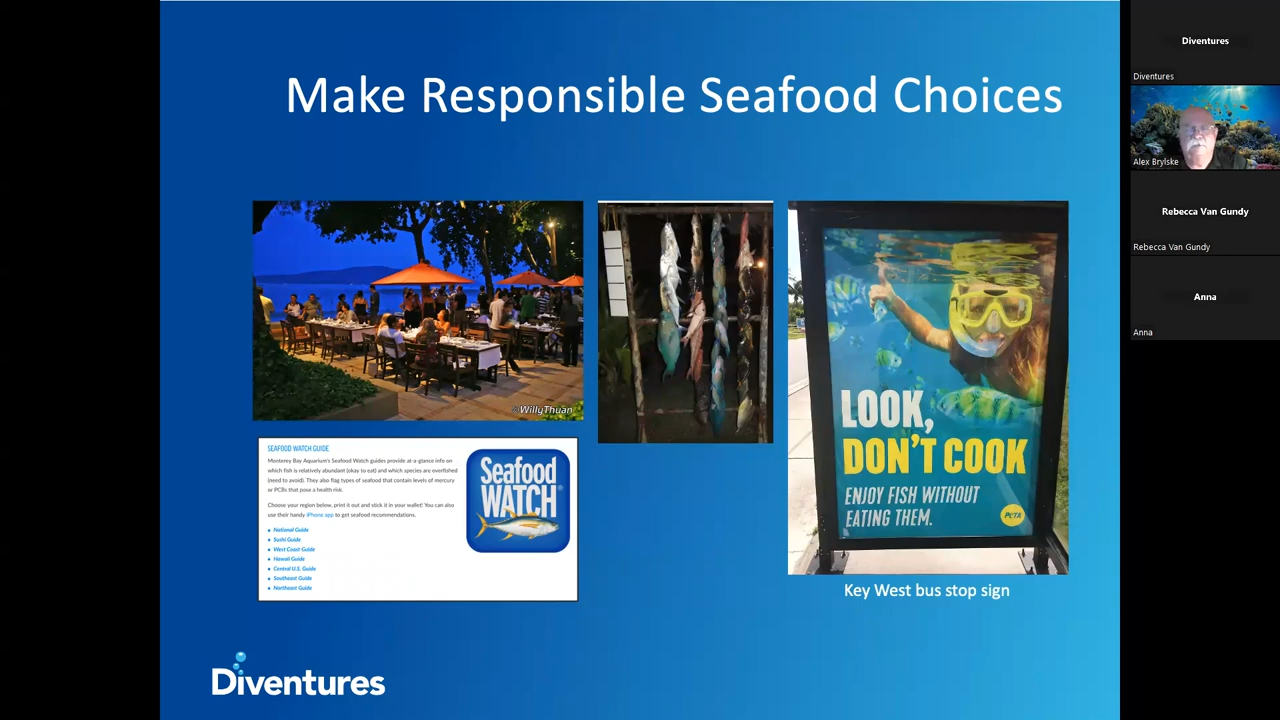 Make Responsible Seafood Choices
©WillyThuan
SEAFOOD WATCH GUIDE
Monterey Bay Aquarium's Seafood Watch guides provide at-a-glance info on
which fish is relatively abundant (okay to eat) and which species are overfished
(need to avoid). They also flag types of seafood that contain levels of mercury
or PCBs that pose a health risk.
Choose your region below, print it out and stick it in your wallet! You can also
use their handy iPhone app to get seafood recommendations.
National Guide
Sushi Guide
West Coast Guide
Hawaii Guide
Central U.S. Guide
Southeast Guide
Northeast Guide
Seafood
WATCH®
LOOK,
DON'T COOK
ENJOY FISH WITHOUT
EATING THEM.
PETA
Key West bus stop sign
Diventures
Diventures
Diventures
Alex Brylske
Rebecca Van Gundy
Rebecca Van Gundy
Anna
Anna